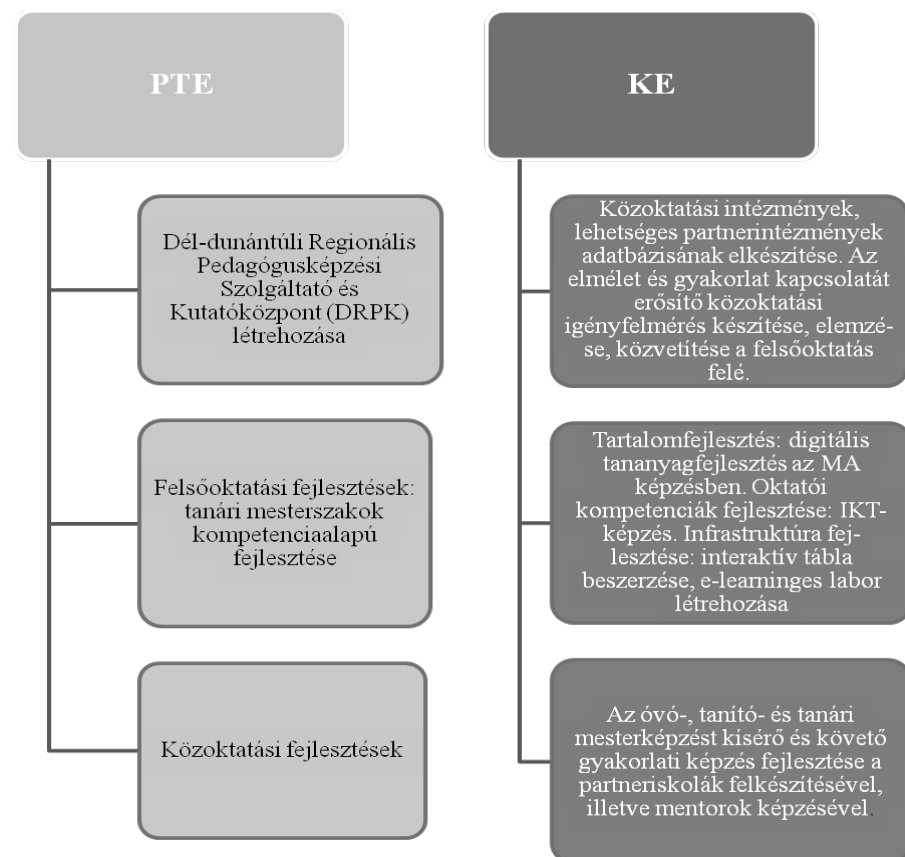 PTE
Dél-dunántúli Regionális
Pedagógusképzési
Szolgáltató és
Kutatóközpont (DRPK)
létrehozása
Felsőoktatási fejlesztések:
tanári mesterszakok
kompetenciaalapú
fejlesztése
Közoktatási fejlesztések
KE
Közoktatási intézmények,
lehetséges partnerintézmények
adatbázisának elkészítése. Az
elmélet és gyakorlat kapcsolatát
erősítő közoktatási
igényfelmérés készítése, elemzé-
se, közvetítése a felsőoktatás
felé.
Tartalomfejlesztés: digitális
tananyagfejlesztés az MA
képzésben. Oktatói
kompetenciák fejlesztése: IKT-
képzés. Infrastruktúra fej-
lesztése: interaktív tábla
beszerzése, e-learninges labor
létrehozása
Az óvó-, tanító- és tanári
mesterképzést kísérő és követő
gyakorlati képzés fejlesztése a
partneriskolák felkészítésével,
illetve mentorok képzésével.